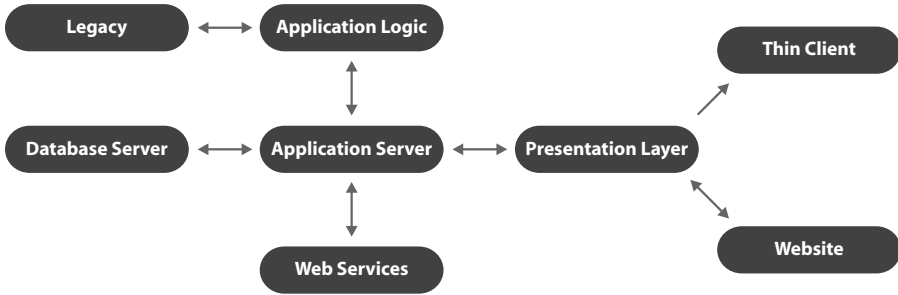 Legacy
Application Logic
Thin Client
Database Server
Application Server
Presentation Layer
Web Services
Website